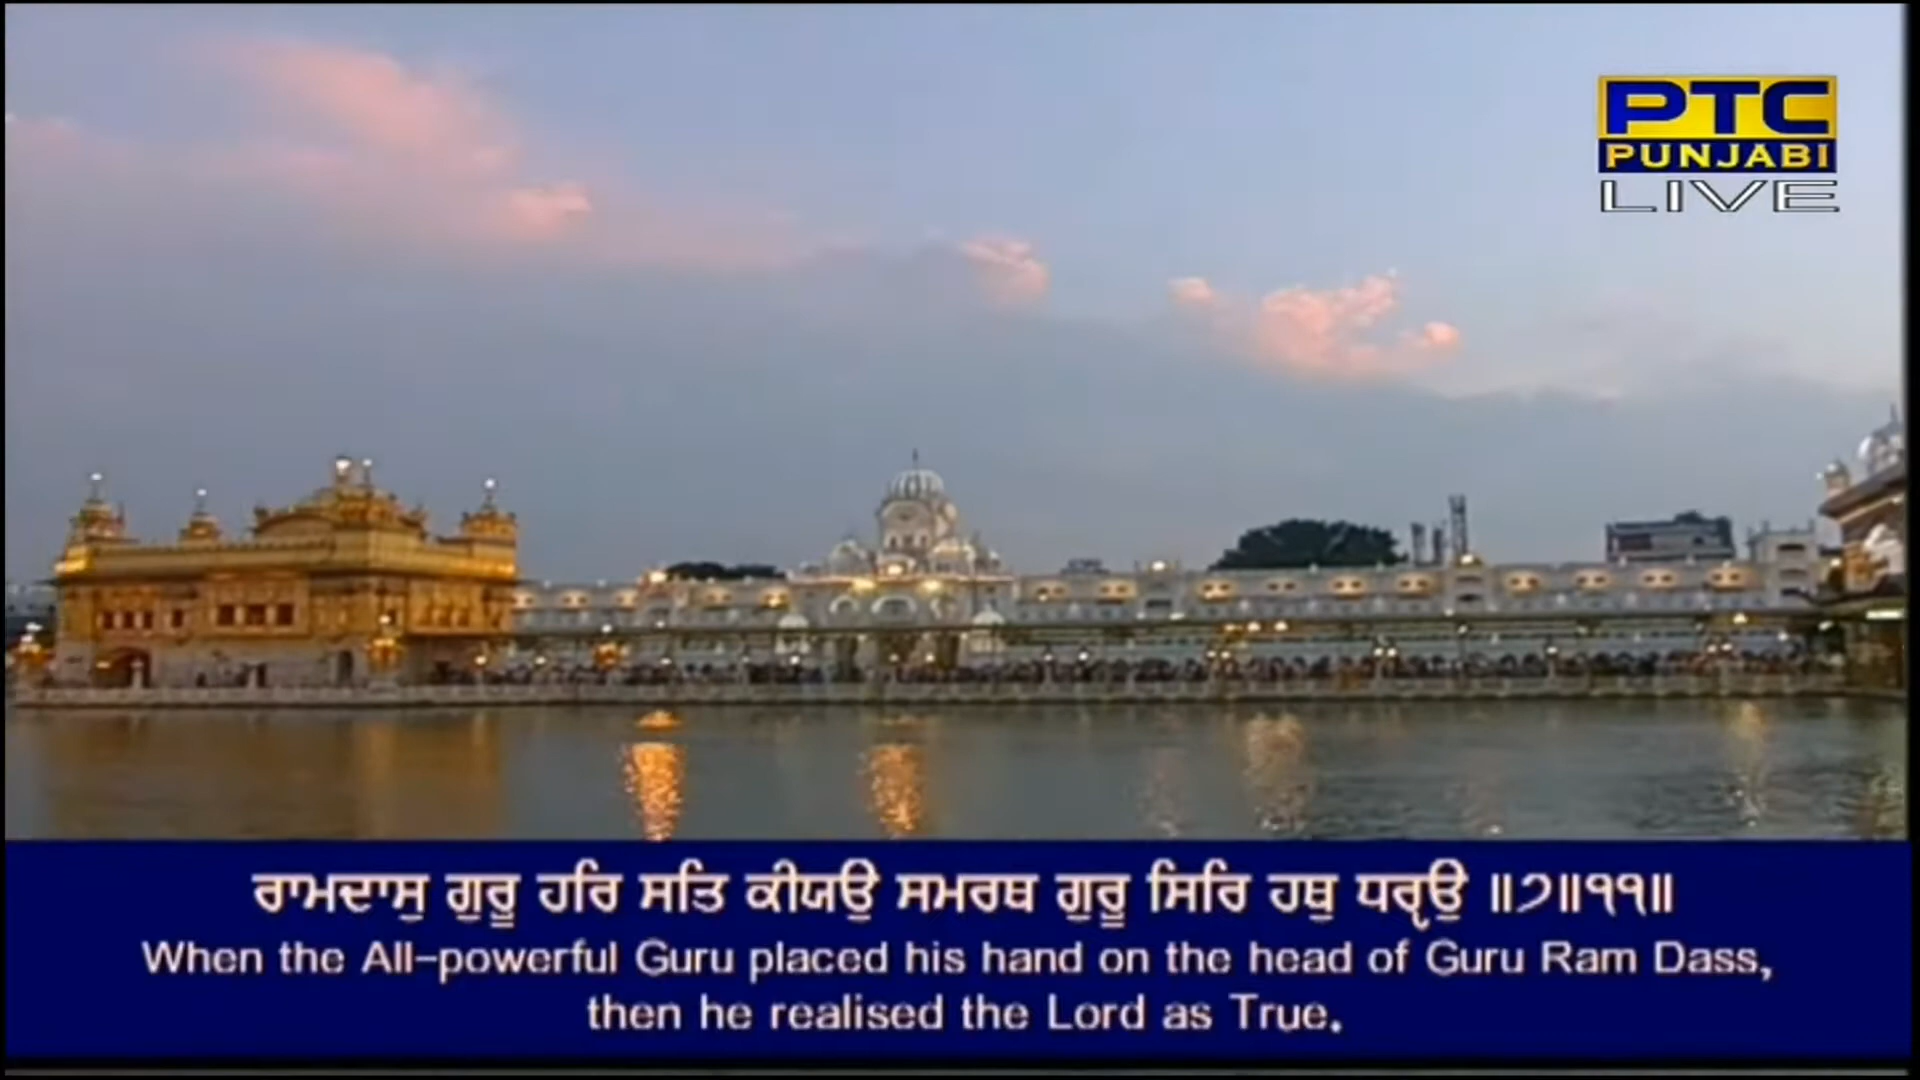 PTC
PUNJABI
LIVE
ਰਾਮਦਾਸੁ ਗੁਰੂ ਹਰਿ ਸਤਿ ਕੀਯਉ ਸਮਰਥ ਗੁਰੂ ਸਿਰਿ ਹਥੁ ਧਰੵਉ ॥੭॥੧੧॥
When the All-powerful Guru placed his hand on the head of Guru Ram Dass,
then he realised the Lord as True.